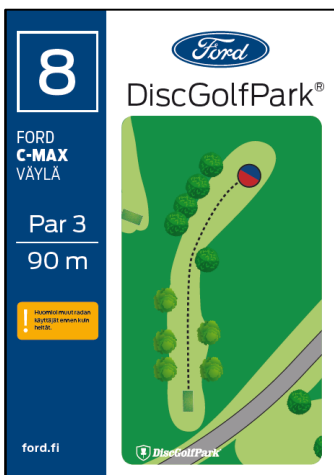 8
FORD
C-MAX
VÄYLÄ
Par 3
90 m
!
Huomioi muut radan
käyttäjät ennen kuin
heität.
ford.fi
Ford
DiscGolfPark®
DiscGolfPark